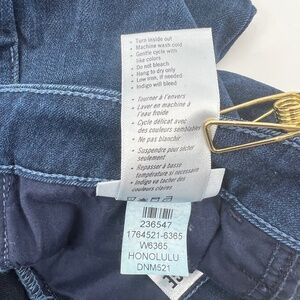 • Turn inside out
• Machine wash cold
• Gentle cycle with
like colors
• Do not bleach
• Hang to dry only
• Low iron, if needed
• Indigo will bleed
• Tourner à l'envers
• Laver en machine à
l'eau froide
• Cycle délicat avec
des couleurs semblables
• Ne pas blanchir
• Suspendre pour sécher
seulement
• Repasser à basse
température si nécessaire
• Indigo va tacher des
couleurs claires
236547
1764521-6365
W6365
HONOLULU
DNM521